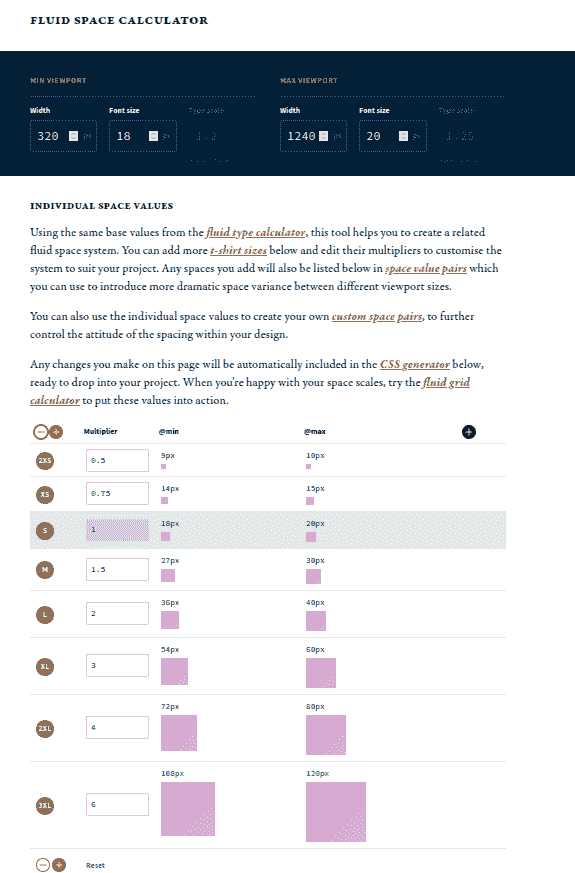 FLUID SPACE CALCULATOR
MIN VIEWPORT
MAX VIEWPORT
Width
Font size
Type scale
Width
Font size
Type scale
320 px
18 px
1.2
1240 px
20 px
1.25
INDIVIDUAL SPACE VALUES
Using the same base values from the fluid type calculator, this tool helps you to create a related
fluid space system. You can add more t-shirt sizes below and edit their multipliers to customise the
system to suit your project. Any spaces you add will also be listed below in space value pairs which
you can use to introduce more dramatic space variance between different viewport sizes.
You can also use the individual space values to create your own custom space pairs, to further
control the attitude of the spacing within your design.
Any changes you make on this page will be automatically included in the CSS generator below,
ready to drop into your project. When you're happy with your space scales, try the fluid grid
calculator to put these values into action.
Multiplier @min @max
2XS 0.5 9px 10px
XS 0.75 14px 15px
S 1 18px 20px
M 1.5 27px 30px
L 2 36px 40px
XL 3 54px 60px
2XL 4 72px 80px
3XL 6 108px 120px
Reset